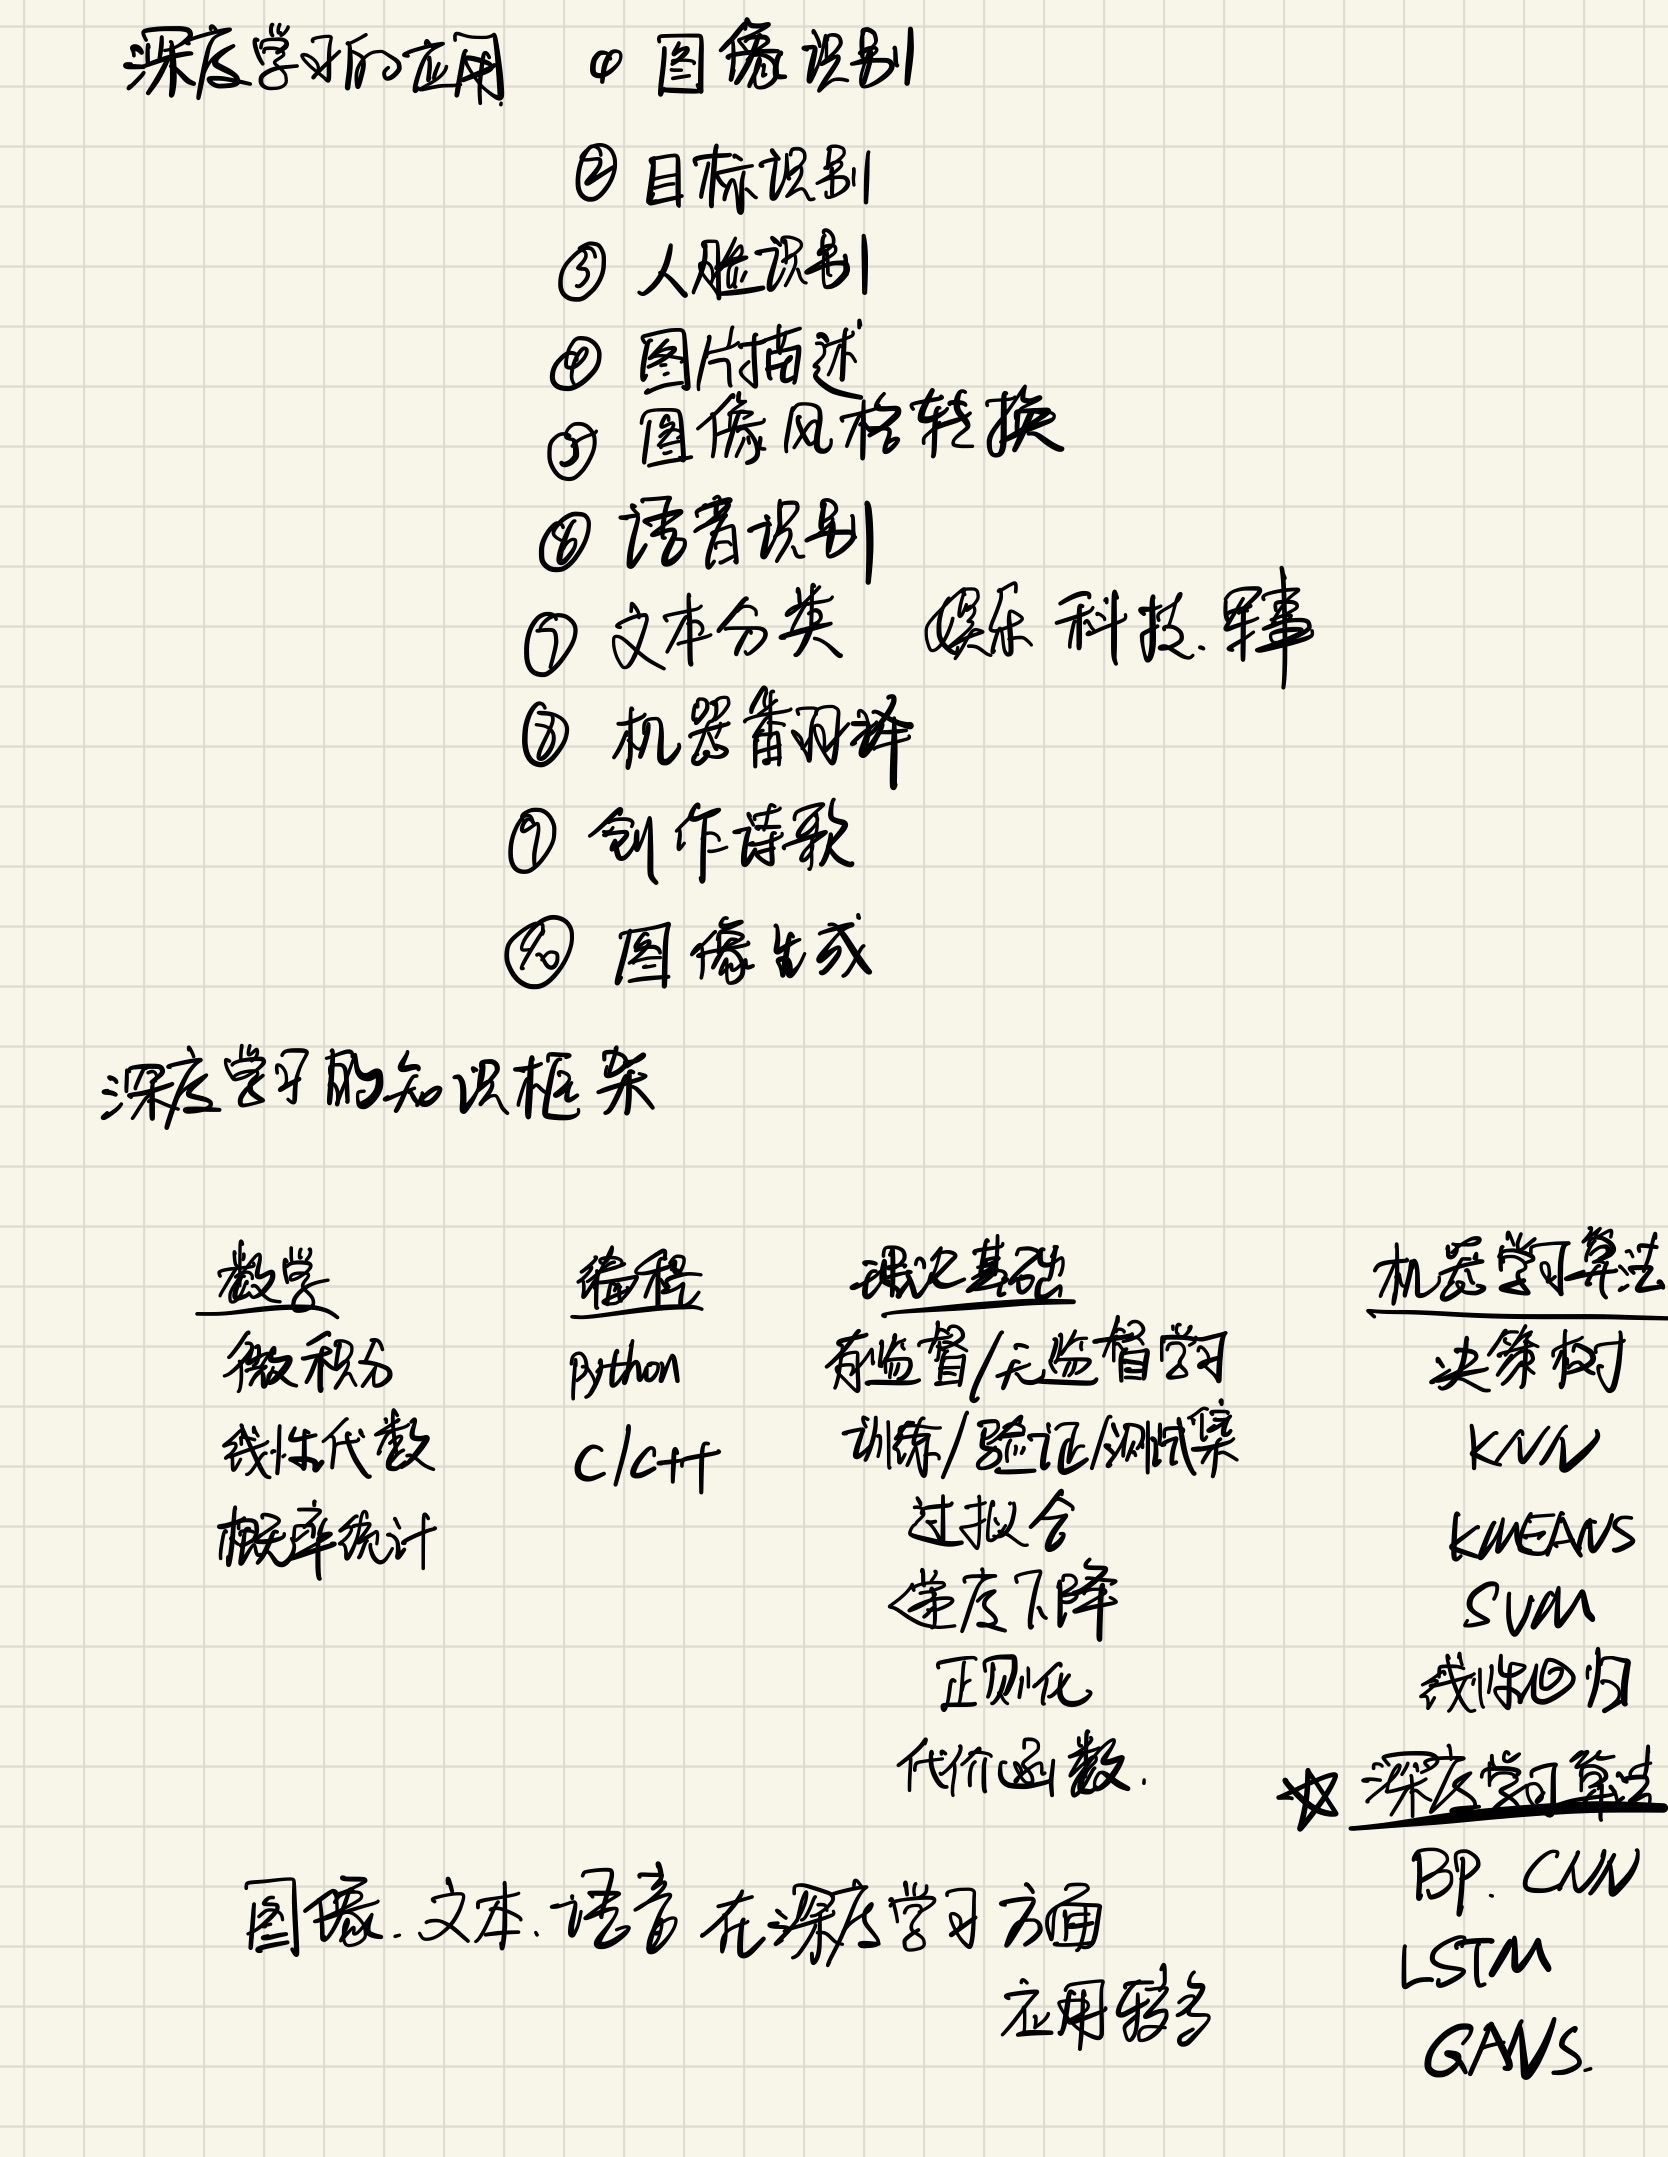 深度学习的应用 ① 图像识别
② 目标识别
③ 人脸识别
④ 图片描述
⑤ 图像风格转换
⑥ 语音识别
⑦ 文本分类 娱乐 科技.军事
⑧ 机器翻译
⑨ 创作诗歌
⑩ 图像生成
深度学习的知识框架
数学
微积分
线性代数
概率统计
编程
python
C/C++
理论基础
有监督/无监督学习
训练/验证/测试集
过拟合
梯度下降
正则化
代价函数.
机器学习算法
决策树
KNN
KMEANS
SVM
线性回归
☆ 深度学习算法
BP. CNN
LSTM
GANS.
图像.文本.语音在深度学习方面
应用较多